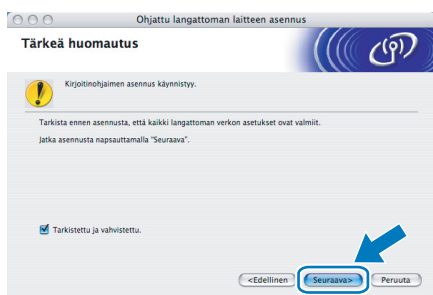 Ohjattu langattoman laitteen asennus
Tärkeä huomautus
Kirjoitinohjaimen asennus käynnistyy.
Tarkista ennen asennusta, että kaikki langattoman verkon asetukset ovat valmiit.
Jatka asennusta napsauttamalla "Seuraava".
Tarkistettu ja vahvistettu.
<Edellinen
Seuraava>
Peruuta